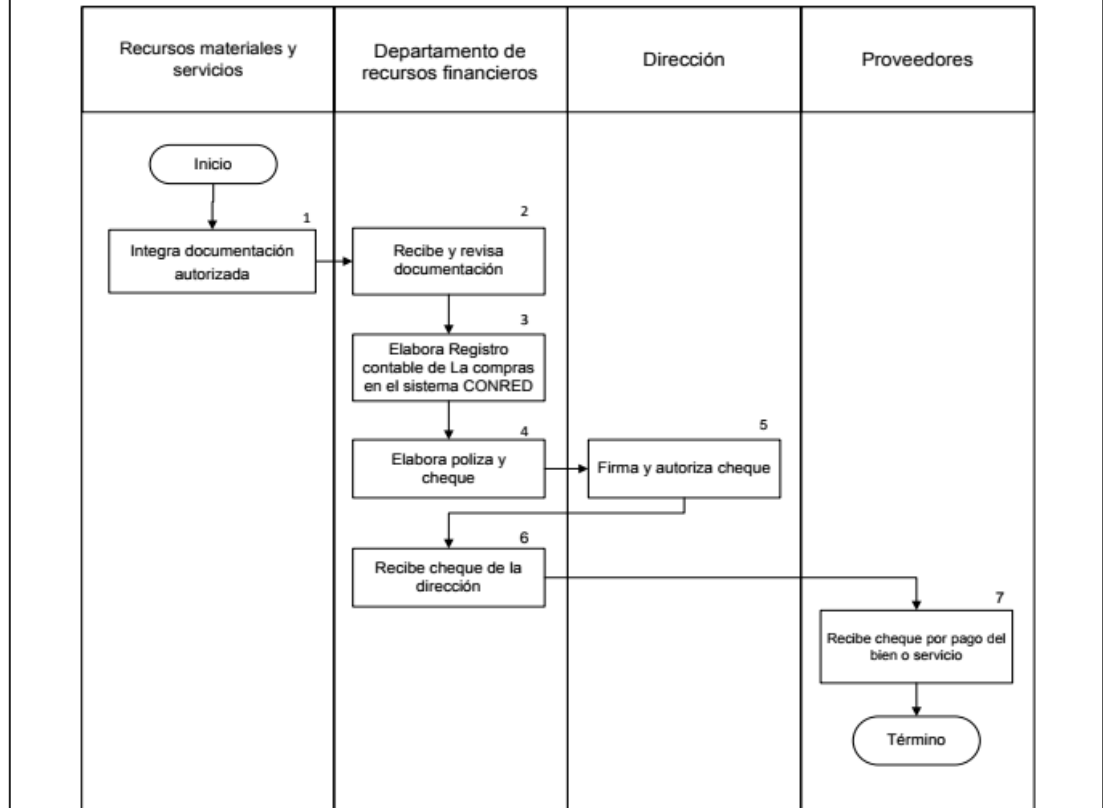 Recursos materiales y
servicios
Departamento de
recursos financieros
Dirección
Proveedores
Inicio
1
Integra documentación
autorizada
2
Recibe y revisa
documentación
3
Elabora Registro
contable de La compras
en el sistema CONRED
4
Elabora poliza y
cheque
5
Firma y autoriza cheque
6
Recibe cheque de la
dirección
7
Recibe cheque por pago del
bien o servicio
Término